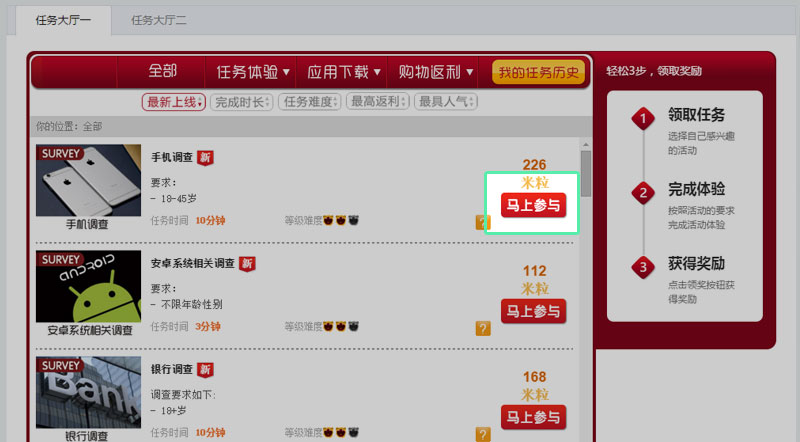 任务大厅一
任务大厅二
全部
任务体验
应用下载
购物返利
我的任务历史
最新上线
完成时长
任务难度
最高返利
最具人气
你的位置：全部
SURVEY
手机调查
手机调查 新
要求：
- 18-45岁
任务时间 10分钟
等级难度
226
米粒
马上参与
?
SURVEY
ANDROID
安卓系统相关调查
安卓系统相关调查 新
要求：
- 不限年龄性别
任务时间 3分钟
等级难度
112
米粒
马上参与
?
SURVEY
Bank
银行调查
银行调查 新
调查要求如下：
- 18+岁
任务时间 10分钟
等级难度
168
米粒
马上参与
?
轻松3步，领取奖励
1 领取任务
选择自己感兴趣
的活动
2 完成体验
按照活动的要求
完成活动体验
3 获得奖励
点击领奖按钮获
得奖励